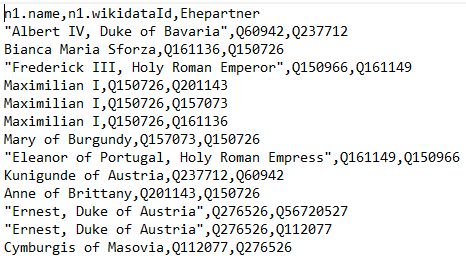 n1.name,n1.wikidataId,Ehepartner
"Albert IV, Duke of Bavaria",Q60942,Q237712
Bianca Maria Sforza,Q161136,Q150726
"Frederick III, Holy Roman Emperor",Q150966,Q161149
Maximilian I,Q150726,Q201143
Maximilian I,Q150726,Q157073
Maximilian I,Q150726,Q161136
Mary of Burgundy,Q157073,Q150726
"Eleanor of Portugal, Holy Roman Empress",Q161149,Q150966
Kunigunde of Austria,Q237712,Q60942
Anne of Brittany,Q201143,Q150726
"Ernest, Duke of Austria",Q276526,Q56720527
"Ernest, Duke of Austria",Q276526,Q112077
Cymburgis of Masovia,Q112077,Q276526